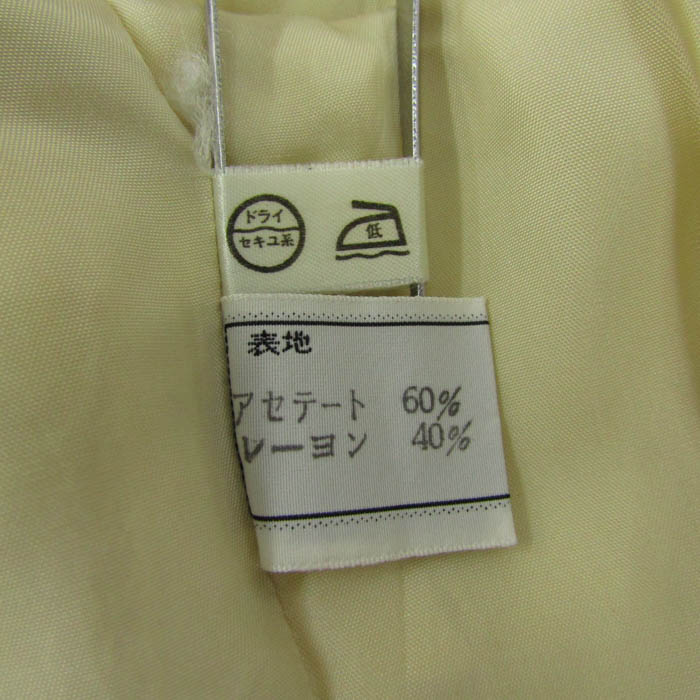 ドライ
セキユ系
低
表地
アセテート 60%
レーヨン 40%